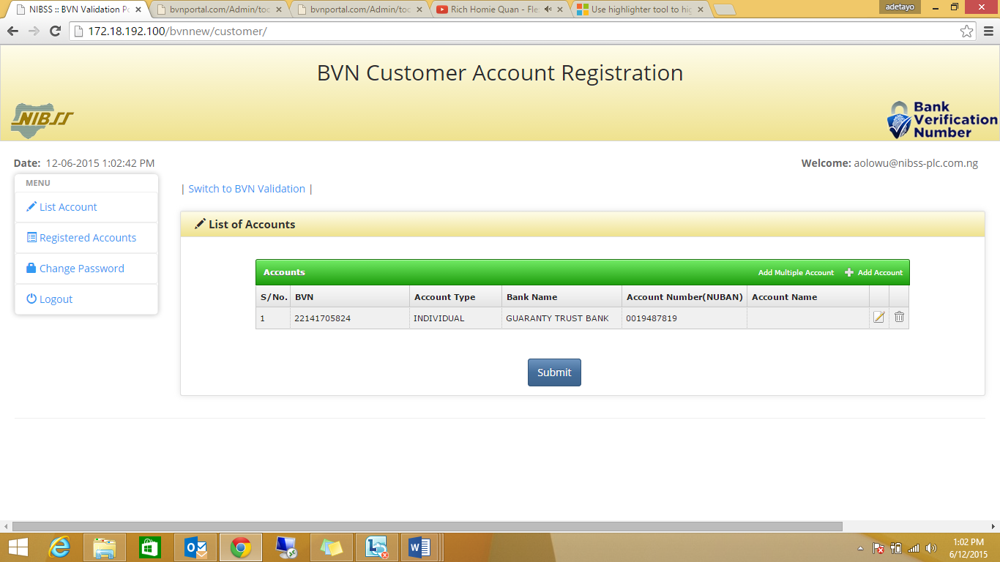 NIBSS :: BVN Validation Po
bvnportal.com/Admin/toc
bvnportal.com/Admin/toc
Rich Homie Quan - Fle
Use highlighter tool to hig
adetayo
172.18.192.100/bvnnew/customer/
BVN Customer Account Registration
NIBSS
Bank
Verification
Number
Date: 12-06-2015 1:02:42 PM
Welcome: aolowu@nibss-plc.com.ng
MENU
List Account
Registered Accounts
Change Password
Logout
| Switch to BVN Validation |
List of Accounts
Accounts Add Multiple Account Add Account
S/No. BVN Account Type Bank Name Account Number(NUBAN) Account Name
1 22141705824 INDIVIDUAL GUARANTY TRUST BANK 0019487819
Submit
1:02 PM
6/12/2015